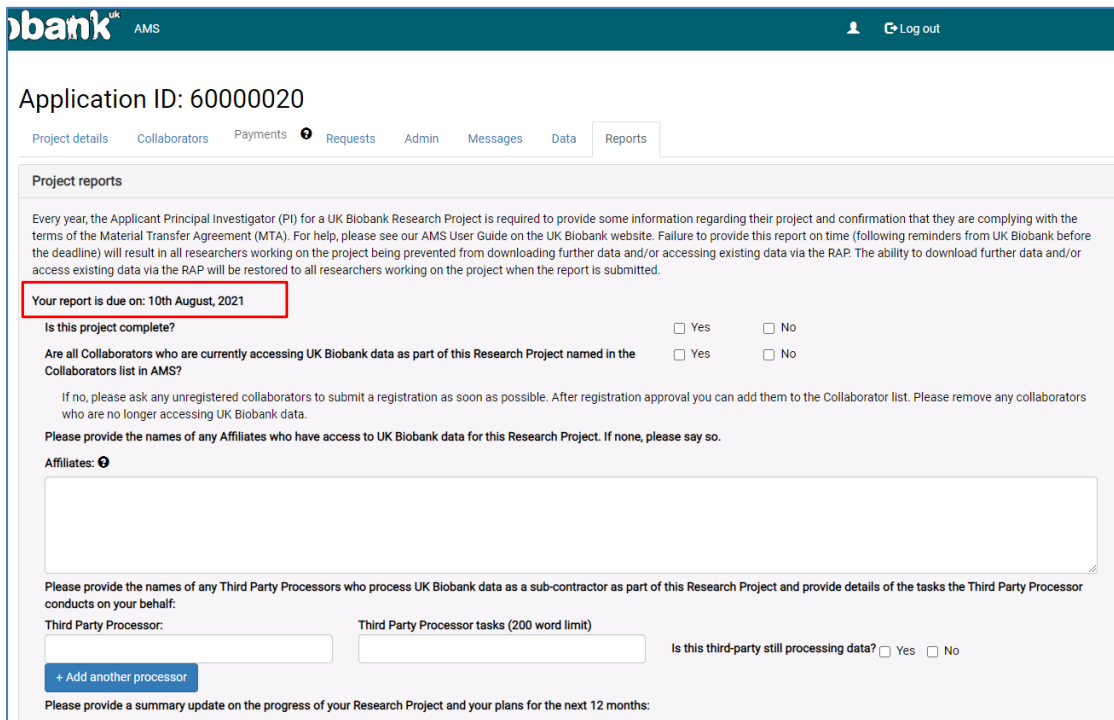 obank uk AMS Log out
Application ID: 60000020
Project details Collaborators Payments Requests Admin Messages Data Reports
Project reports
Every year, the Applicant Principal Investigator (PI) for a UK Biobank Research Project is required to provide some information regarding their project and confirmation that they are complying with the
terms of the Material Transfer Agreement (MTA). For help, please see our AMS User Guide on the UK Biobank website. Failure to provide this report on time (following reminders from UK Biobank before
the deadline) will result in all researchers working on the project being prevented from downloading further data and/or accessing existing data via the RAP. The ability to download further data and/or
access existing data via the RAP will be restored to all researchers working on the project when the report is submitted.
Your report is due on: 10th August, 2021
Is this project complete? Yes No
Are all Collaborators who are currently accessing UK Biobank data as part of this Research Project named in the Yes No
Collaborators list in AMS?
If no, please ask any unregistered collaborators to submit a registration as soon as possible. After registration approval you can add them to the Collaborator list. Please remove any collaborators
who are no longer accessing UK Biobank data.
Please provide the names of any Affiliates who have access to UK Biobank data for this Research Project. If none, please say so.
Affiliates:
Please provide the names of any Third Party Processors who process UK Biobank data as a sub-contractor as part of this Research Project and provide details of the tasks the Third Party Processor
conducts on your behalf:
Third Party Processor: Third Party Processor tasks (200 word limit)
Is this third-party still processing data? Yes No
+ Add another processor
Please provide a summary update on the progress of your Research Project and your plans for the next 12 months: